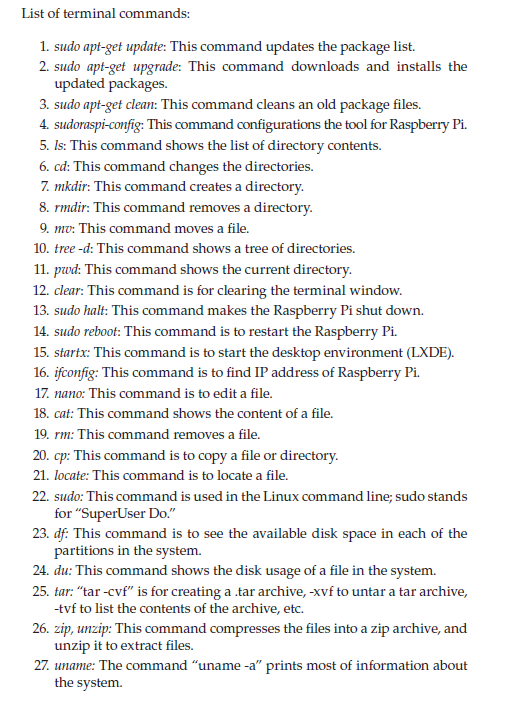 List of terminal commands:
1. sudo apt-get update: This command updates the package list.
2. sudo apt-get upgrade: This command downloads and installs the
updated packages.
3. sudo apt-get clean: This command cleans an old package files.
4. sudoraspi-config: This command configurations the tool for Raspberry Pi.
5. ls: This command shows the list of directory contents.
6. cd: This command changes the directories.
7. mkdir: This command creates a directory.
8. rmdir: This command removes a directory.
9. mv: This command moves a file.
10. tree -d: This command shows a tree of directories.
11. pwd: This command shows the current directory.
12. clear: This command is for clearing the terminal window.
13. sudo halt: This command makes the Raspberry Pi shut down.
14. sudo reboot: This command is to restart the Raspberry Pi.
15. startx: This command is to start the desktop environment (LXDE).
16. ifconfig: This command is to find IP address of Raspberry Pi.
17. nano: This command is to edit a file.
18. cat: This command shows the content of a file.
19. rm: This command removes a file.
20. cp: This command is to copy a file or directory.
21. locate: This command is to locate a file.
22. sudo: This command is used in the Linux command line; sudo stands
for “SuperUser Do.”
23. df: This command is to see the available disk space in each of the
partitions in the system.
24. du: This command shows the disk usage of a file in the system.
25. tar: “tar -cvf” is for creating a .tar archive, -xvf to untar a tar archive,
-tvf to list the contents of the archive, etc.
26. zip, unzip: This command compresses the files into a zip archive, and
unzip it to extract files.
27. uname: The command “uname -a” prints most of information about
the system.